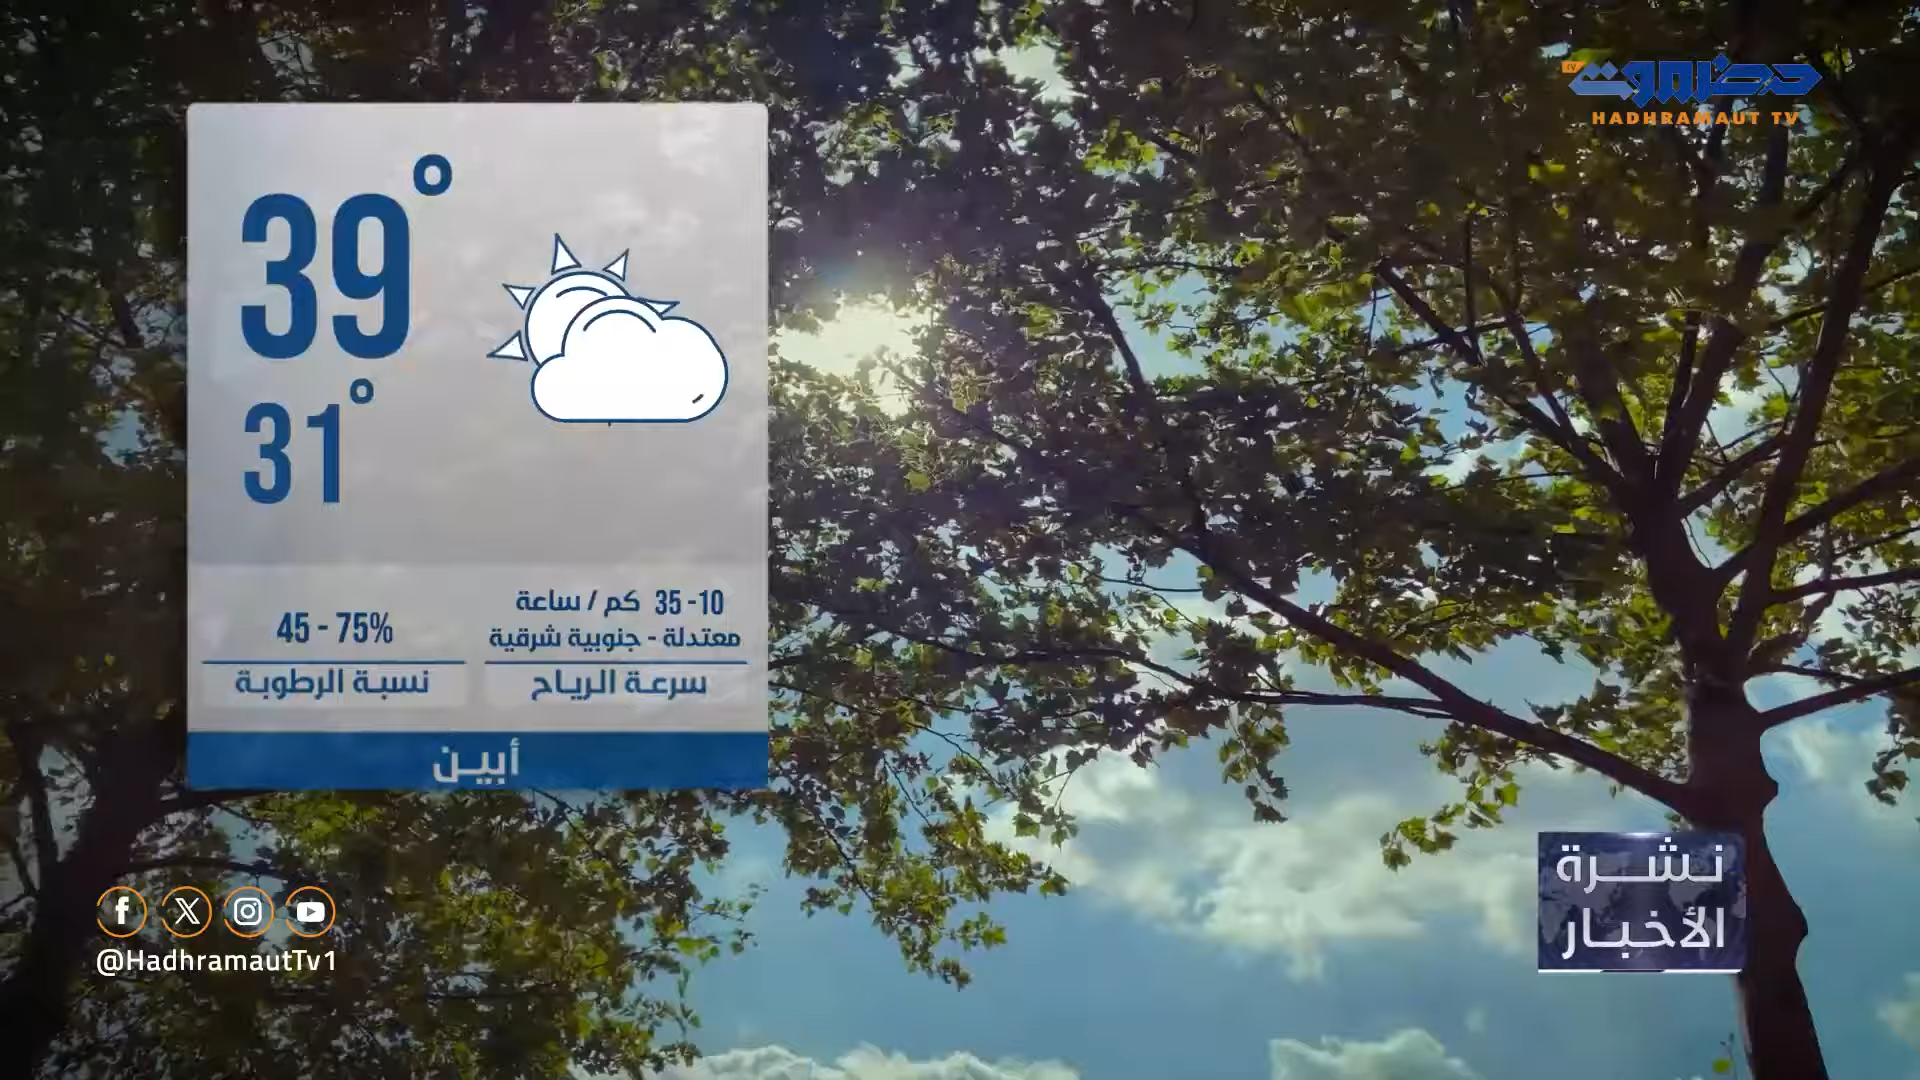 حضرموت
TV
HADHRAMAUT TV
39°
31°
35-10 كم / ساعة
معتدلة - جنوبية شرقية
سرعة الرياح
45 - 75%
نسبة الرطوبة
أبين
@HadhramautTv1
نشرة
الأخبار